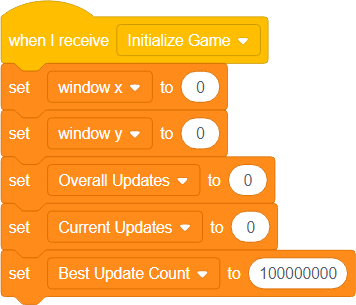 when I receive Initialize Game
set window x to 0
set window y to 0
set Overall Updates to 0
set Current Updates to 0
set Best Update Count to 100000000